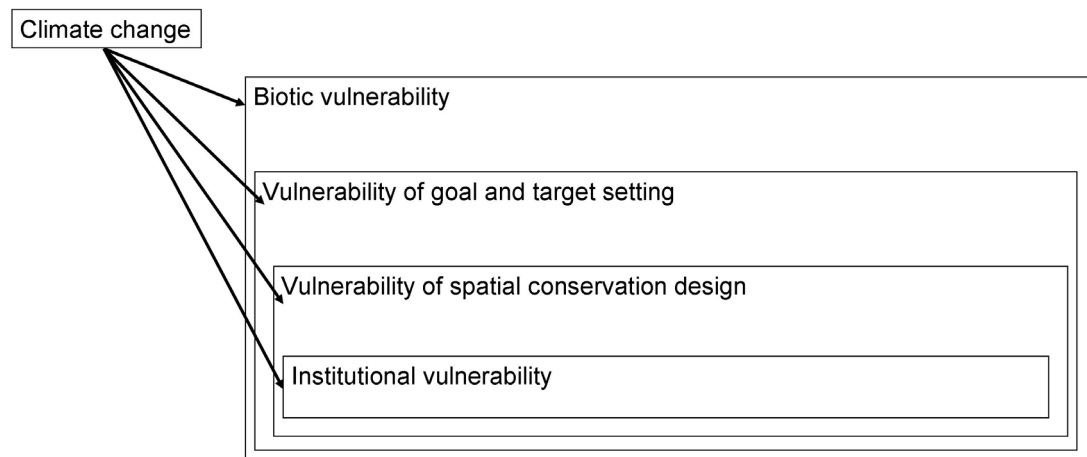 Climate change
Biotic vulnerability
Vulnerability of goal and target setting
Vulnerability of spatial conservation design
Institutional vulnerability